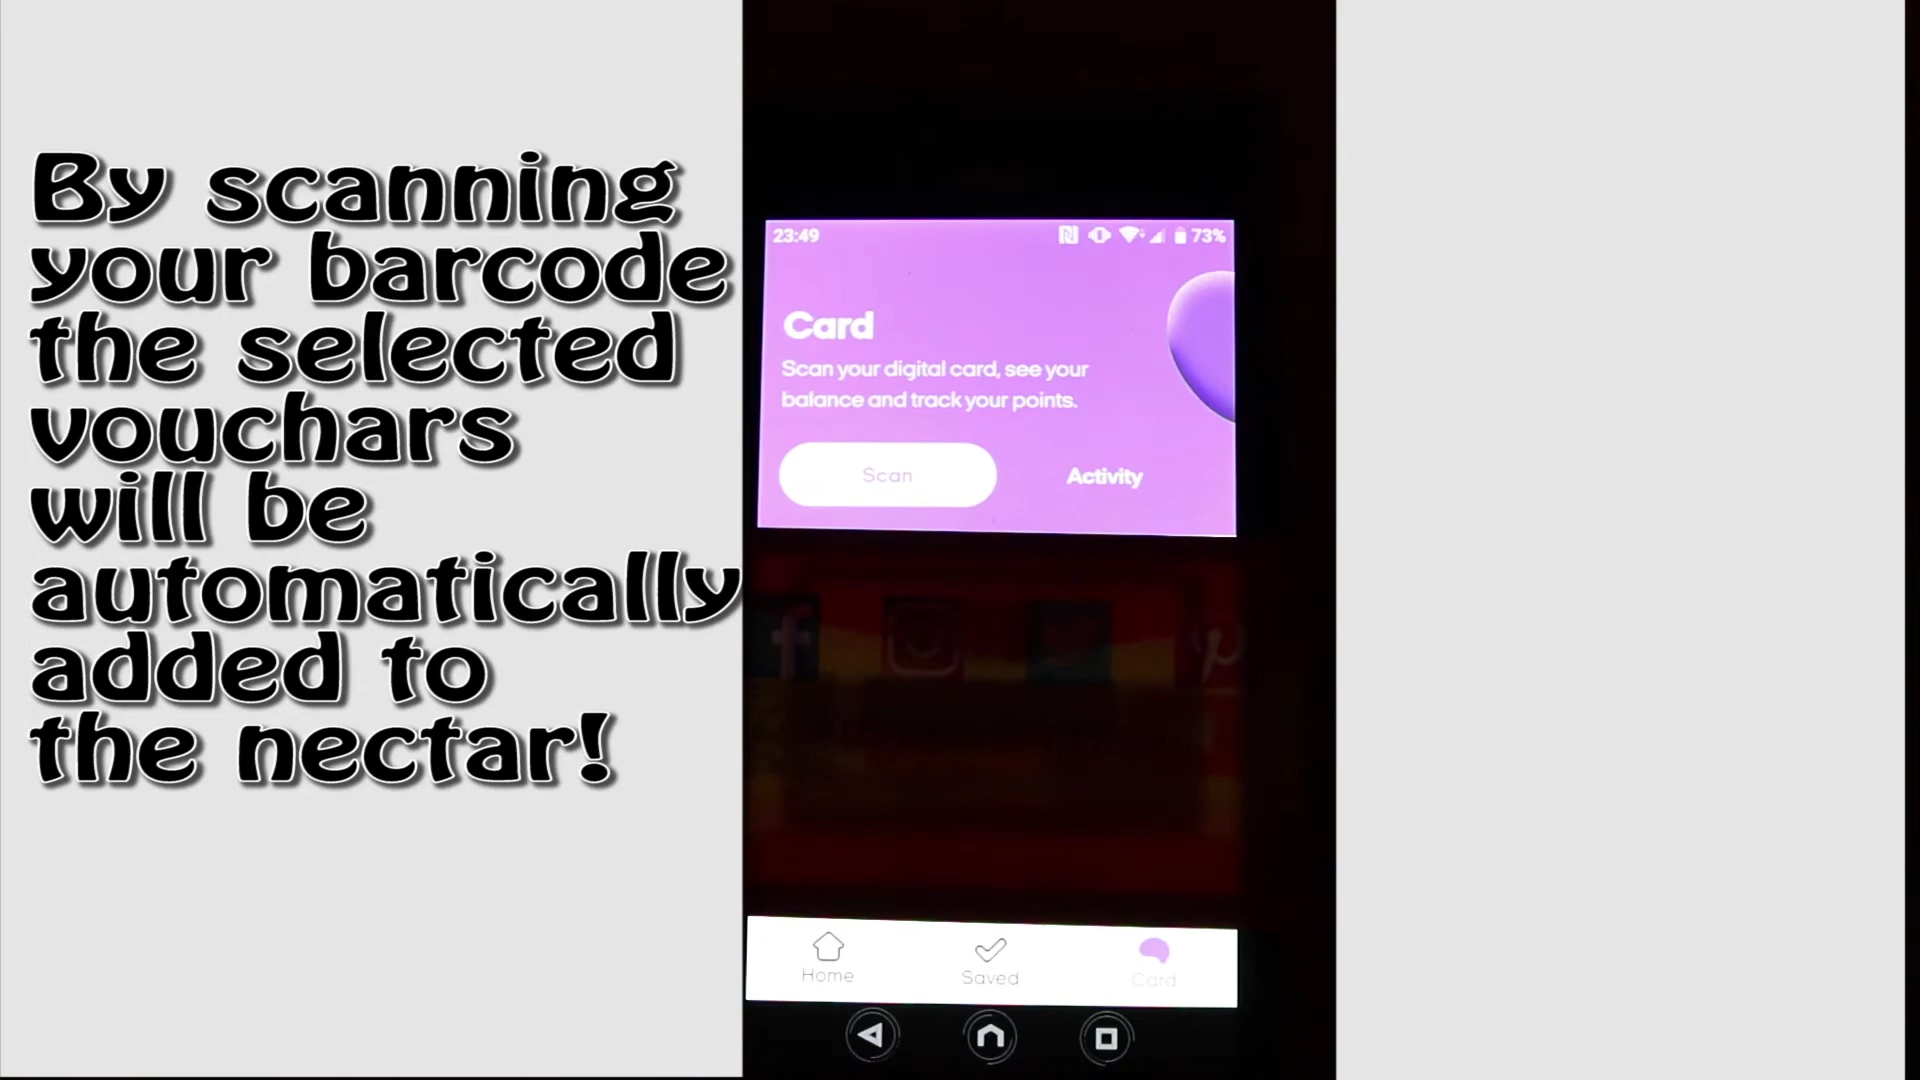 By scanning
your barcode
the selected
vouchars
will be
automatically
added to
the nectar!
23:49
73%
Card
Scan your digital card, see your
balance and track your points.
Scan
Activity
Home
Saved
Card